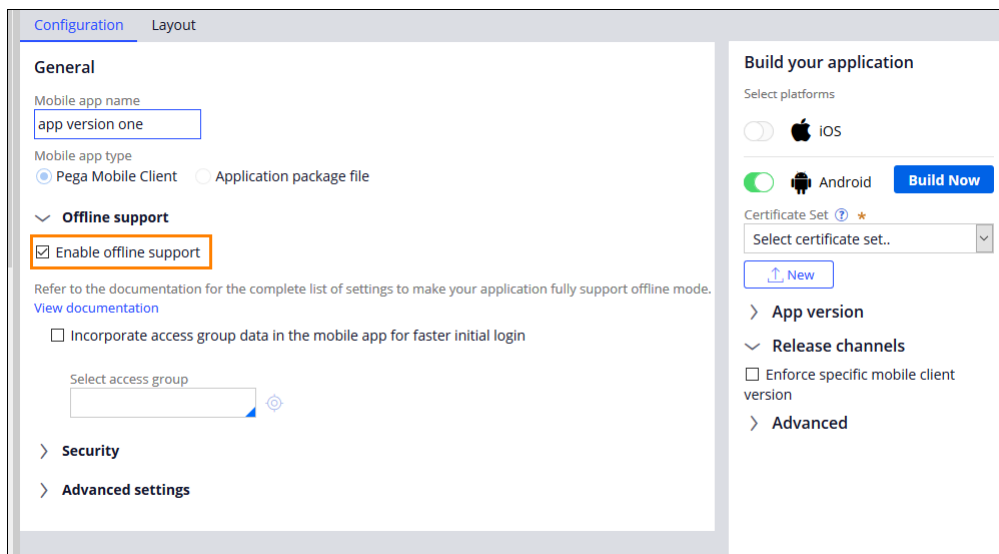 Configuration Layout
General
Mobile app name
app version one
Mobile app type
Pega Mobile Client Application package file
Offline support
Enable offline support
Refer to the documentation for the complete list of settings to make your application fully support offline mode.
View documentation
Incorporate access group data in the mobile app for faster initial login
Select access group
Security
Advanced settings
Build your application
Select platforms
iOS
Android Build Now
Certificate Set ? *
Select certificate set..
New
App version
Release channels
Enforce specific mobile client
version
Advanced